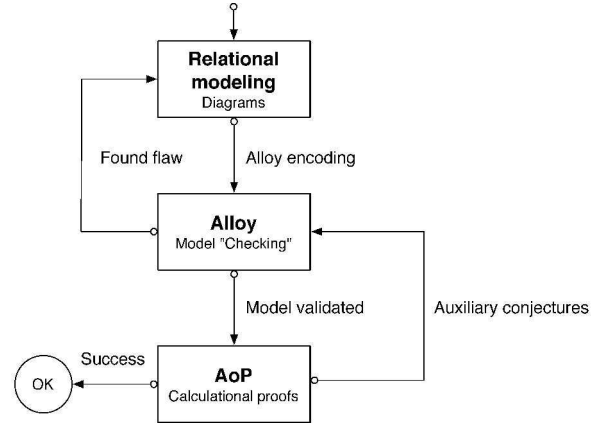 Relational
modeling
Diagrams
Found flaw
Alloy encoding
Alloy
Model "Checking"
Model validated
Auxiliary conjectures
Success
OK
AoP
Calculational proofs